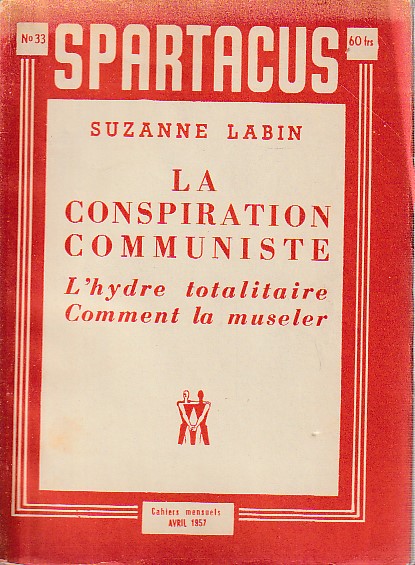 No 33
SPARTACUS
60 frs
SUZANNE LABIN
LA
CONSPIRATION
COMMUNISTE
L'hydre totalitaire
Comment la museler
Cahiers mensuels
AVRIL 1957